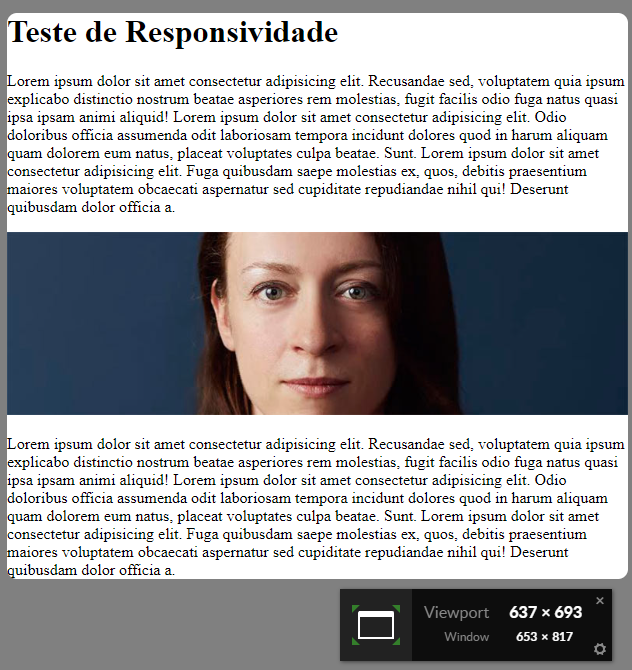 Teste de Responsividade
Lorem ipsum dolor sit amet consectetur adipisicing elit. Recusandae sed, voluptatem quia ipsum
explicabo distinctio nostrum beatae asperiores rem molestias, fugit facilis odio fuga natus quasi
ipsa ipsam animi aliquid! Lorem ipsum dolor sit amet consectetur adipisicing elit. Odio
doloribus officia assumenda odit laboriosam tempora incidunt dolores quod in harum aliquam
quam dolorem eum natus, placeat voluptates culpa beatae. Sunt. Lorem ipsum dolor sit amet
consectetur adipisicing elit. Fuga quibusdam saepe molestias ex, quos, debitis praesentium
maiores voluptatem obcaecati aspernatur sed cupiditate repudiandae nihil qui! Deserunt
quibusdam dolor officia a.
Lorem ipsum dolor sit amet consectetur adipisicing elit. Recusandae sed, voluptatem quia ipsum
explicabo distinctio nostrum beatae asperiores rem molestias, fugit facilis odio fuga natus quasi
ipsa ipsam animi aliquid! Lorem ipsum dolor sit amet consectetur adipisicing elit. Odio
doloribus officia assumenda odit laboriosam tempora incidunt dolores quod in harum aliquam
quam dolorem eum natus, placeat voluptates culpa beatae. Sunt. Lorem ipsum dolor sit amet
consectetur adipisicing elit. Fuga quibusdam saepe molestias ex, quos, debitis praesentium
maiores voluptatem obcaecati aspernatur sed cupiditate repudiandae nihil qui! Deserunt
quibusdam dolor officia a.
Viewport 637 × 693
Window 653 × 817